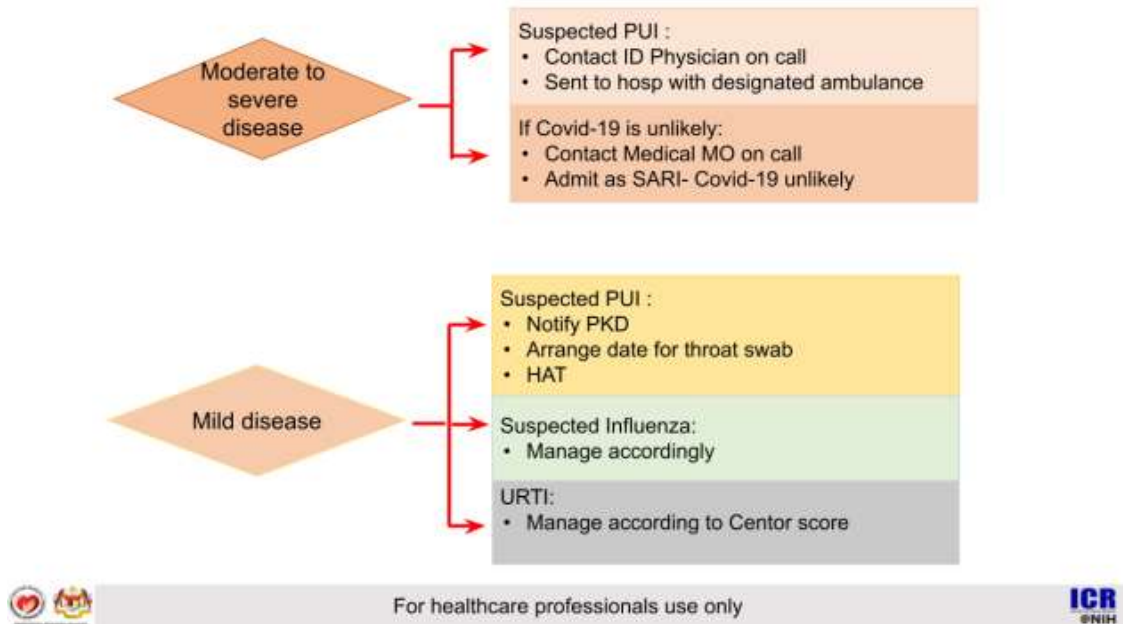 Moderate to
severe
disease
Suspected PUI :
• Contact ID Physician on call
• Sent to hosp with designated ambulance
If Covid-19 is unlikely:
• Contact Medical MO on call
• Admit as SARI- Covid-19 unlikely
Mild disease
Suspected PUI :
• Notify PKD
• Arrange date for throat swab
• HAT
Suspected Influenza:
• Manage accordingly
URTI:
• Manage according to Centor score
For healthcare professionals use only
ICR
@NIH